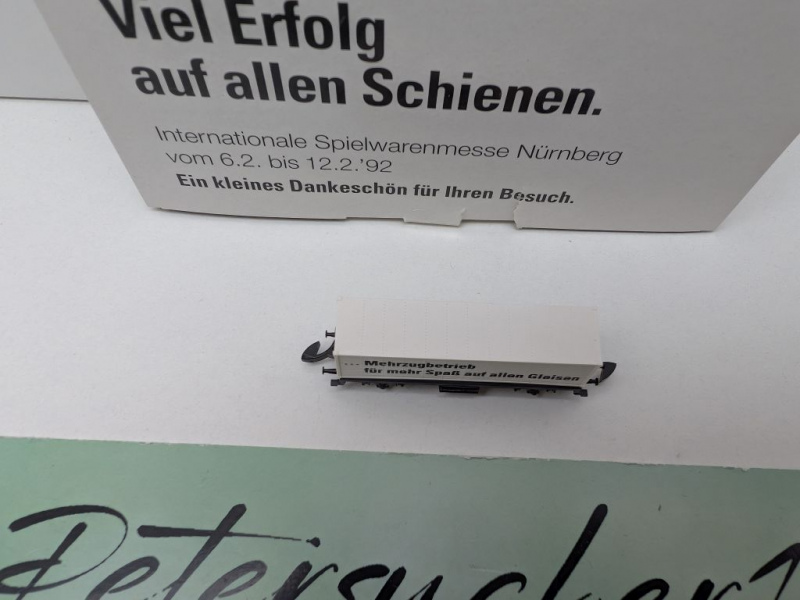 Viel Erfolg
auf allen Schienen.
Internationale Spielwarenmesse Nürnberg
vom 6.2. bis 12.2.'92
Ein kleines Dankeschön für Ihren Besuch.
... Mehrzugbetrieb
für mehr Spaß auf allen Gleisen
Petersucker1